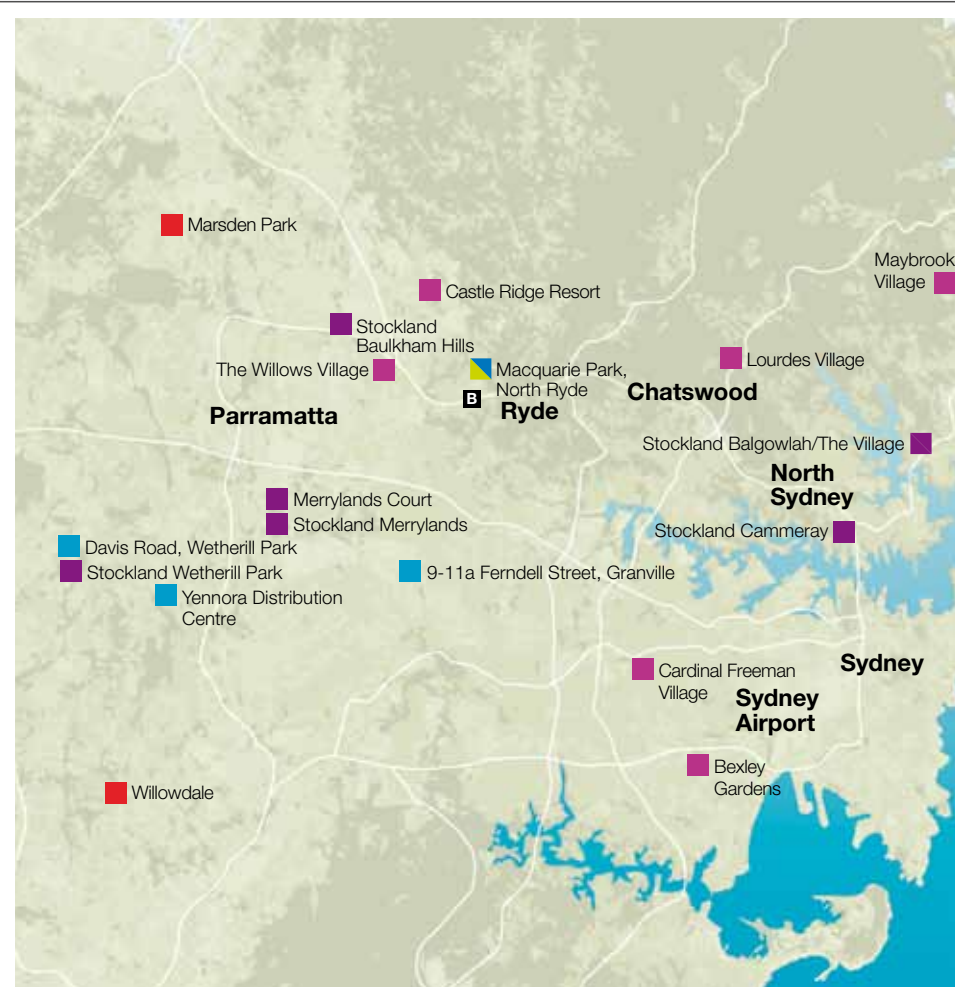 Marsden Park
Maybrook
Village
Castle Ridge Resort
Stockland
Baulkham Hills
The Willows Village
Macquarie Park,
North Ryde
Lourdes Village
B
Ryde
Chatswood
Parramatta
Stockland Balgowlah/The Village
North
Sydney
Merrylands Court
Stockland Merrylands
Stockland Cammeray
Davis Road, Wetherill Park
Stockland Wetherill Park
9-11a Ferndell Street, Granville
Yennora Distribution
Centre
Sydney
Cardinal Freeman
Village
Sydney
Airport
Bexley
Gardens
Willowdale